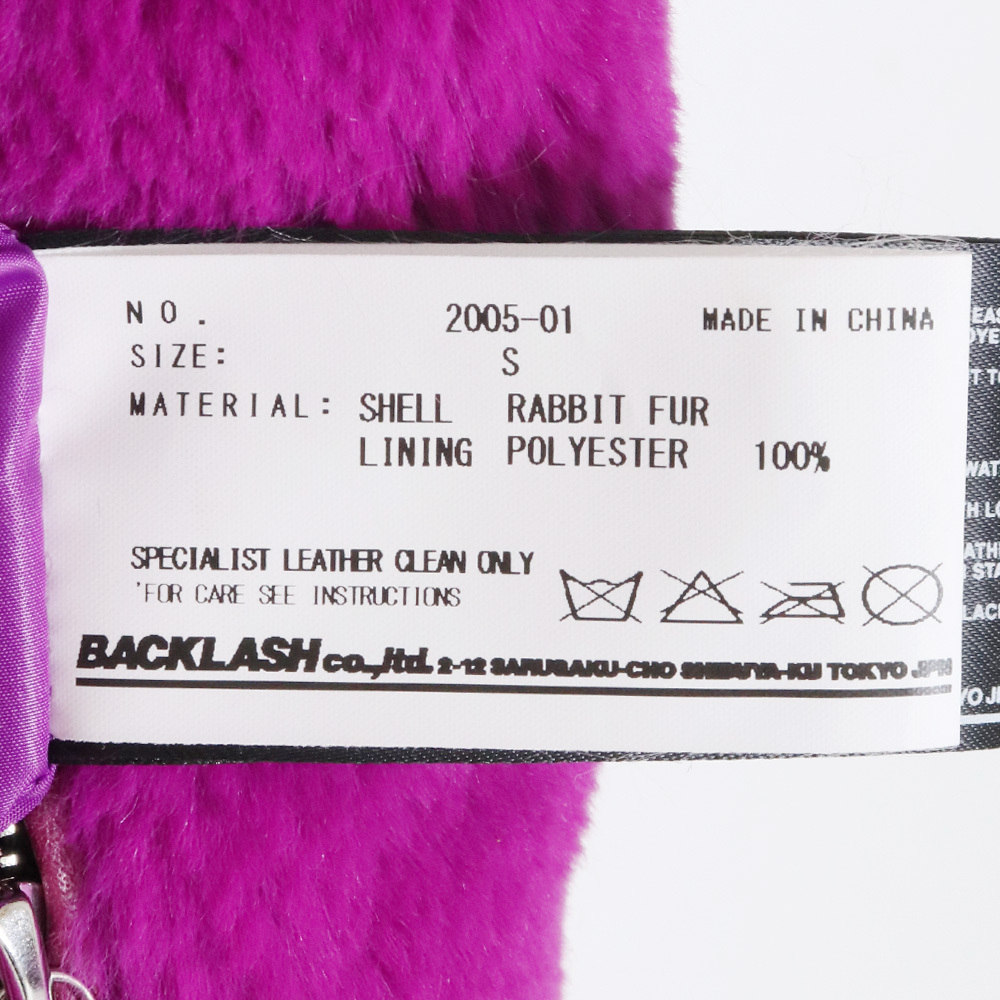 NO. 2005-01 MADE IN CHINA
SIZE: S
MATERIAL: SHELL RABBIT FUR
LINING POLYESTER 100%
SPECIALIST LEATHER CLEAN ONLY
'FOR CARE SEE INSTRUCTIONS
BACKLASH co.,ltd. 2-12 SARUGAKU-CHO SHIBUYA-KU TOKYO JPN